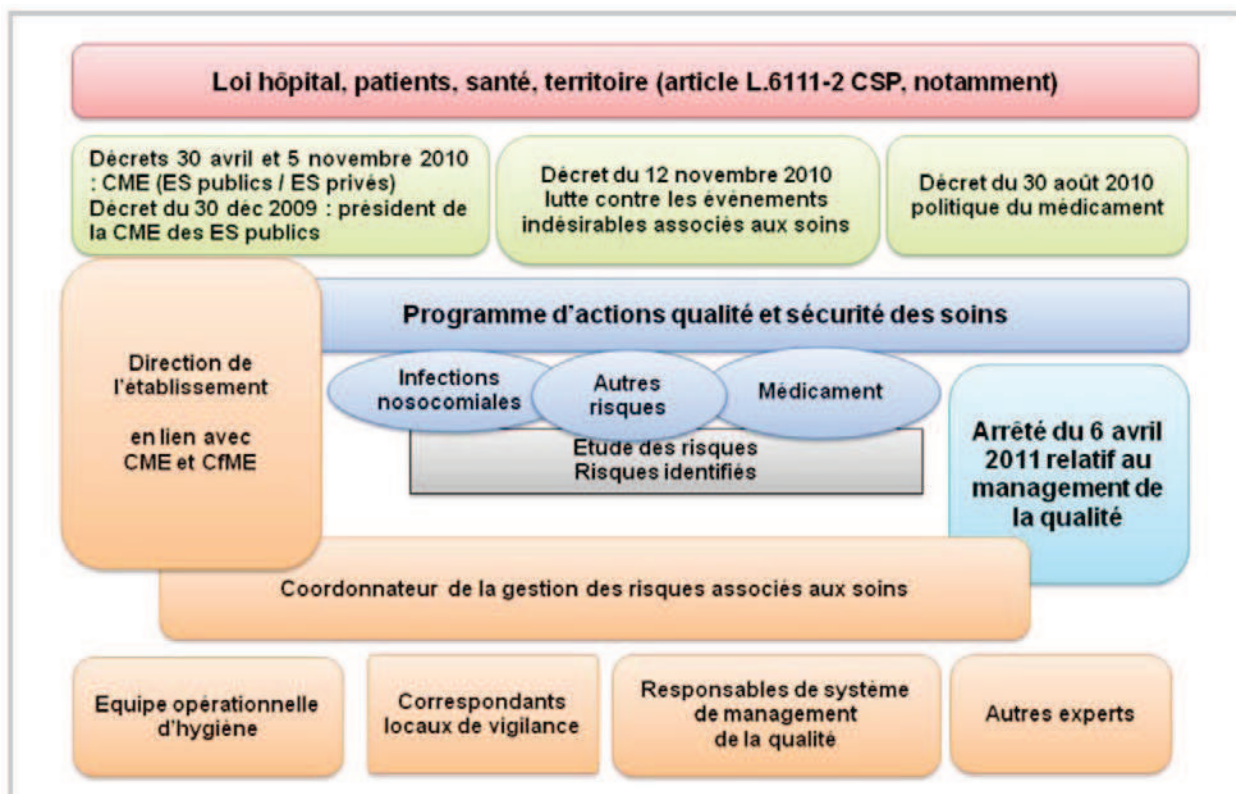 Loi hôpital, patients, santé, territoire (article L.6111-2 CSP, notamment)
Décrets 30 avril et 5 novembre 2010
: CME (ES publics / ES privés)
Décret du 30 déc 2009 : président de
la CME des ES publics
Décret du 12 novembre 2010
lutte contre les événements
indésirables associés aux soins
Décret du 30 août 2010
politique du médicament
Programme d'actions qualité et sécurité des soins
Direction de
l'établissement
en lien avec
CME et CfME
Infections
nosocomiales
Autres
risques
Médicament
Etude des risques
Risques identifiés
Arrêté du 6 avril
2011 relatif au
management de
la qualité
Coordonnateur de la gestion des risques associés aux soins
Equipe opérationnelle
d'hygiène
Correspondants
locaux de vigilance
Responsables de système
de management
de la qualité
Autres experts